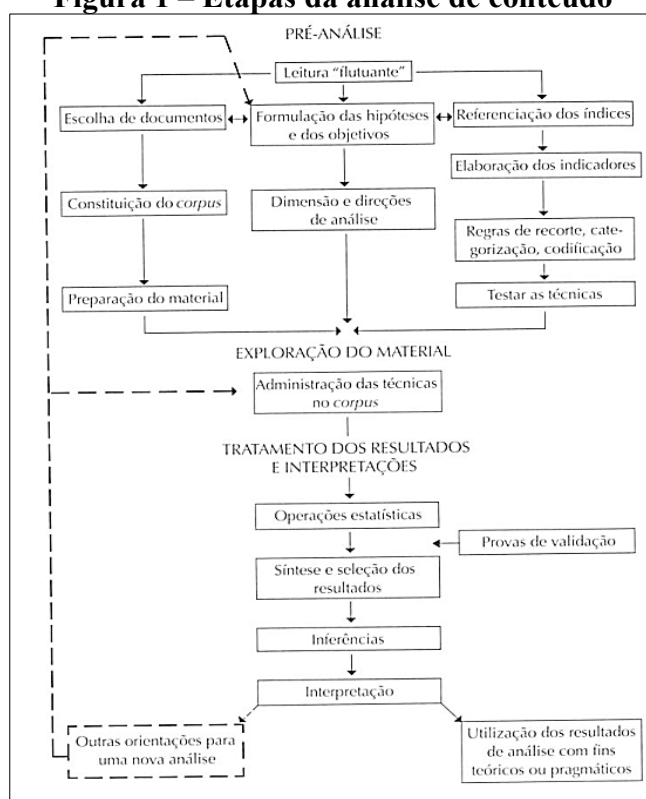 Figura 1 – Etapas da análise de conteúdo
PRÉ-ANÁLISE
Leitura “flutuante”
Escolha de documentos
Formulação das hipóteses
e dos objetivos
Referenciação dos índices
Elaboração dos indicadores
Constituição do corpus
Dimensão e direções
de análise
Regras de recorte, cate-
gorização, codificação
Preparação do material
Testar as técnicas
EXPLORAÇÃO DO MATERIAL
Administração das técnicas
no corpus
TRATAMENTO DOS RESULTADOS
E INTERPRETAÇÕES
Operações estatísticas
Provas de validação
Síntese e seleção dos
resultados
Inferências
Interpretação
Outras orientações para
uma nova análise
Utilização dos resultados
de análise com fins
teóricos ou pragmáticos